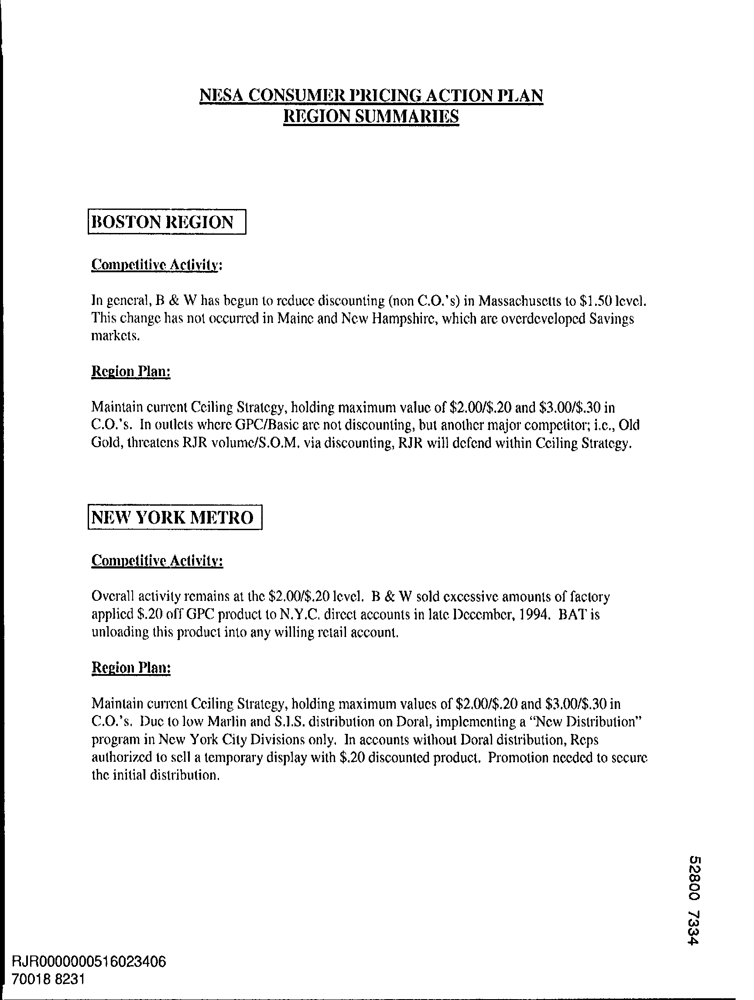 NESA CONSUMER PRICING ACTION PLAN
REGION SUMMARIES
BOSTON REGION
Competitive Activity:
In general, B & W has begun to reduce discounting (non C.O.'s) in Massachusetts to $1.50 level.
This change has not occurred in Maine and New Hampshire, which are overdeveloped Savings
markets.
Region Plan:
Maintain current Ceiling Strategy, holding maximum value of $2.00/$.20 and $3.00/$.30 in
C.O.'s. In outlets where GPC/Basic are not discounting, but another major competitor; i.e., Old
Gold, threatens RJR volume/S.O.M. via discounting, RJR will defend within Ceiling Strategy.
NEW YORK METRO
Competitive Activity:
Overall activity remains at the $2.00/$.20 level. B & W sold excessive amounts of factory
applied $.20 off GPC product to N.Y.C. direct accounts in late December, 1994. BAT is
unloading this product into any willing retail account.
Region Plan:
Maintain current Ceiling Strategy, holding maximum values of $2.00/$.20 and $3.00/$.30 in
C.O.'s. Due to low Marlin and S.I.S. distribution on Doral, implementing a "New Distribution"
program in New York City Divisions only. In accounts without Doral distribution, Reps
authorized to sell a temporary display with $.20 discounted product. Promotion needed to secure
the initial distribution.
52800 7334
RJR0000000516023406
70018 8231